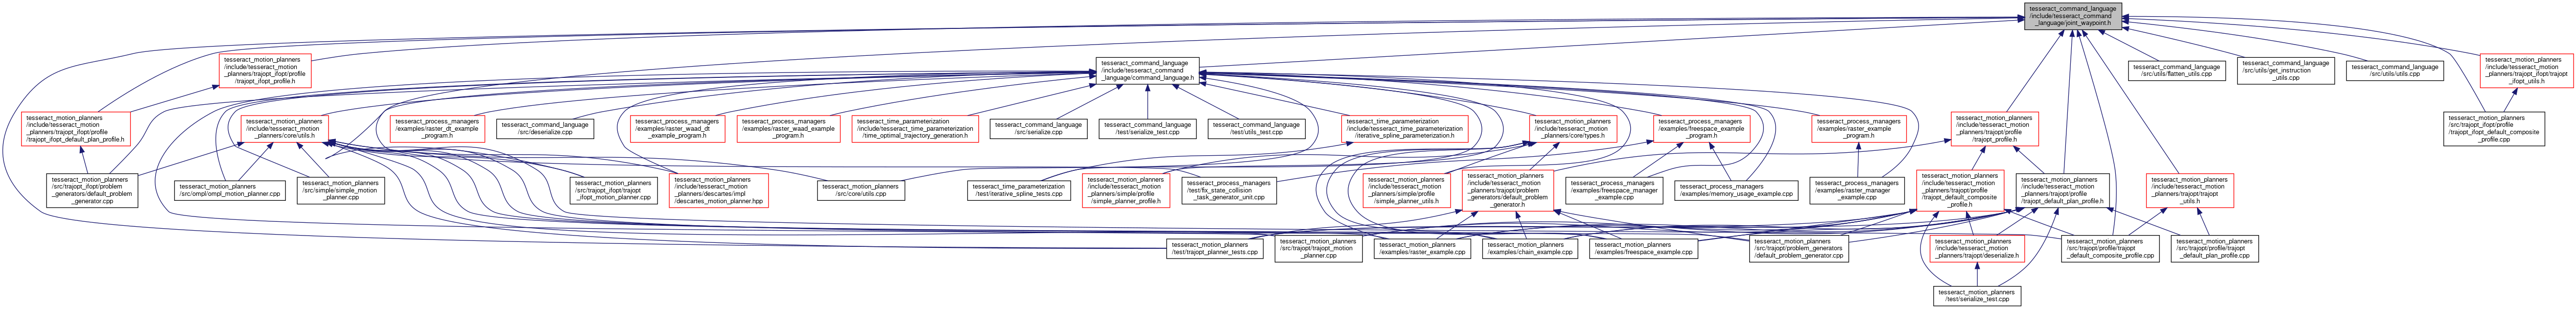 tesseract_command_language
/include/tesseract_command
_language/joint_waypoint.h
tesseract_motion_planners
/include/tesseract_motion
_planners/trajopt_ifopt/profile
/trajopt_ifopt_profile.h
tesseract_command_language
/include/tesseract_command
_language/command_language.h
tesseract_command_language
/src/utils/flatten_utils.cpp
tesseract_command_language
/src/utils/get_instruction
_utils.cpp
tesseract_command_language
/src/utils/utils.cpp
tesseract_motion_planners
/include/tesseract_motion
_planners/trajopt_ifopt/trajopt
_ifopt_utils.h
tesseract_motion_planners
/include/tesseract_motion
_planners/trajopt_ifopt/profile
/trajopt_ifopt_default_plan_profile.h
tesseract_motion_planners
/include/tesseract_motion
_planners/core/utils.h
tesseract_process_managers
/examples/raster_dt_example
_program.h
tesseract_command_language
/src/deserialize.cpp
tesseract_process_managers
/examples/raster_waad_dt
_example_program.h
tesseract_process_managers
/examples/raster_waad_example
_program.h
tesseract_time_parameterization
/include/tesseract_time_parameterization
/time_optimal_trajectory_generation.h
tesseract_command_language
/src/serialize.cpp
tesseract_command_language
/test/serialize_test.cpp
tesseract_command_language
/test/utils_test.cpp
tesseract_time_parameterization
/include/tesseract_time_parameterization
/iterative_spline_parameterization.h
tesseract_motion_planners
/include/tesseract_motion
_planners/core/types.h
tesseract_process_managers
/examples/freespace_example
_program.h
tesseract_process_managers
/examples/raster_example
_program.h
tesseract_motion_planners
/include/tesseract_motion
_planners/trajopt/profile
/trajopt_profile.h
tesseract_motion_planners
/src/trajopt_ifopt/profile
/trajopt_ifopt_default_composite
_profile.cpp
tesseract_motion_planners
/src/trajopt_ifopt/problem
_generators/default_problem
_generator.cpp
tesseract_motion_planners
/src/ompl/ompl_motion_planner.cpp
tesseract_motion_planners
/src/simple/simple_motion
_planner.cpp
tesseract_motion_planners
/src/trajopt_ifopt/trajopt
_ifopt_motion_planner.cpp
tesseract_motion_planners
/include/tesseract_motion
_planners/descartes/impl
/descartes_motion_planner.hpp
tesseract_motion_planners
/src/core/utils.cpp
tesseract_time_parameterization
/test/iterative_spline_tests.cpp
tesseract_motion_planners
/include/tesseract_motion
_planners/simple/profile
/simple_planner_profile.h
tesseract_process_managers
/test/fix_state_collision
_task_generator_unit.cpp
tesseract_motion_planners
/include/tesseract_motion
_planners/simple/profile
/simple_planner_utils.h
tesseract_motion_planners
/include/tesseract_motion
_planners/trajopt/problem
_generators/default_problem
_generator.h
tesseract_process_managers
/examples/freespace_manager
_example.cpp
tesseract_process_managers
/examples/memory_usage_example.cpp
tesseract_process_managers
/examples/raster_manager
_example.cpp
tesseract_motion_planners
/include/tesseract_motion
_planners/trajopt/profile
/trajopt_default_composite
_profile.h
tesseract_motion_planners
/include/tesseract_motion
_planners/trajopt/profile
/trajopt_default_plan_profile.h
tesseract_motion_planners
/include/tesseract_motion
_planners/trajopt/trajopt
_utils.h
tesseract_motion_planners
/test/trajopt_planner_tests.cpp
tesseract_motion_planners
/src/trajopt/trajopt_motion
_planner.cpp
tesseract_motion_planners
/examples/raster_example.cpp
tesseract_motion_planners
/examples/chain_example.cpp
tesseract_motion_planners
/examples/freespace_example.cpp
tesseract_motion_planners
/src/trajopt/problem_generators
/default_problem_generator.cpp
tesseract_motion_planners
/include/tesseract_motion
_planners/trajopt/deserialize.h
tesseract_motion_planners
/src/trajopt/profile/trajopt
_default_composite_profile.cpp
tesseract_motion_planners
/src/trajopt/profile/trajopt
_default_plan_profile.cpp
tesseract_motion_planners
/test/serialize_test.cpp